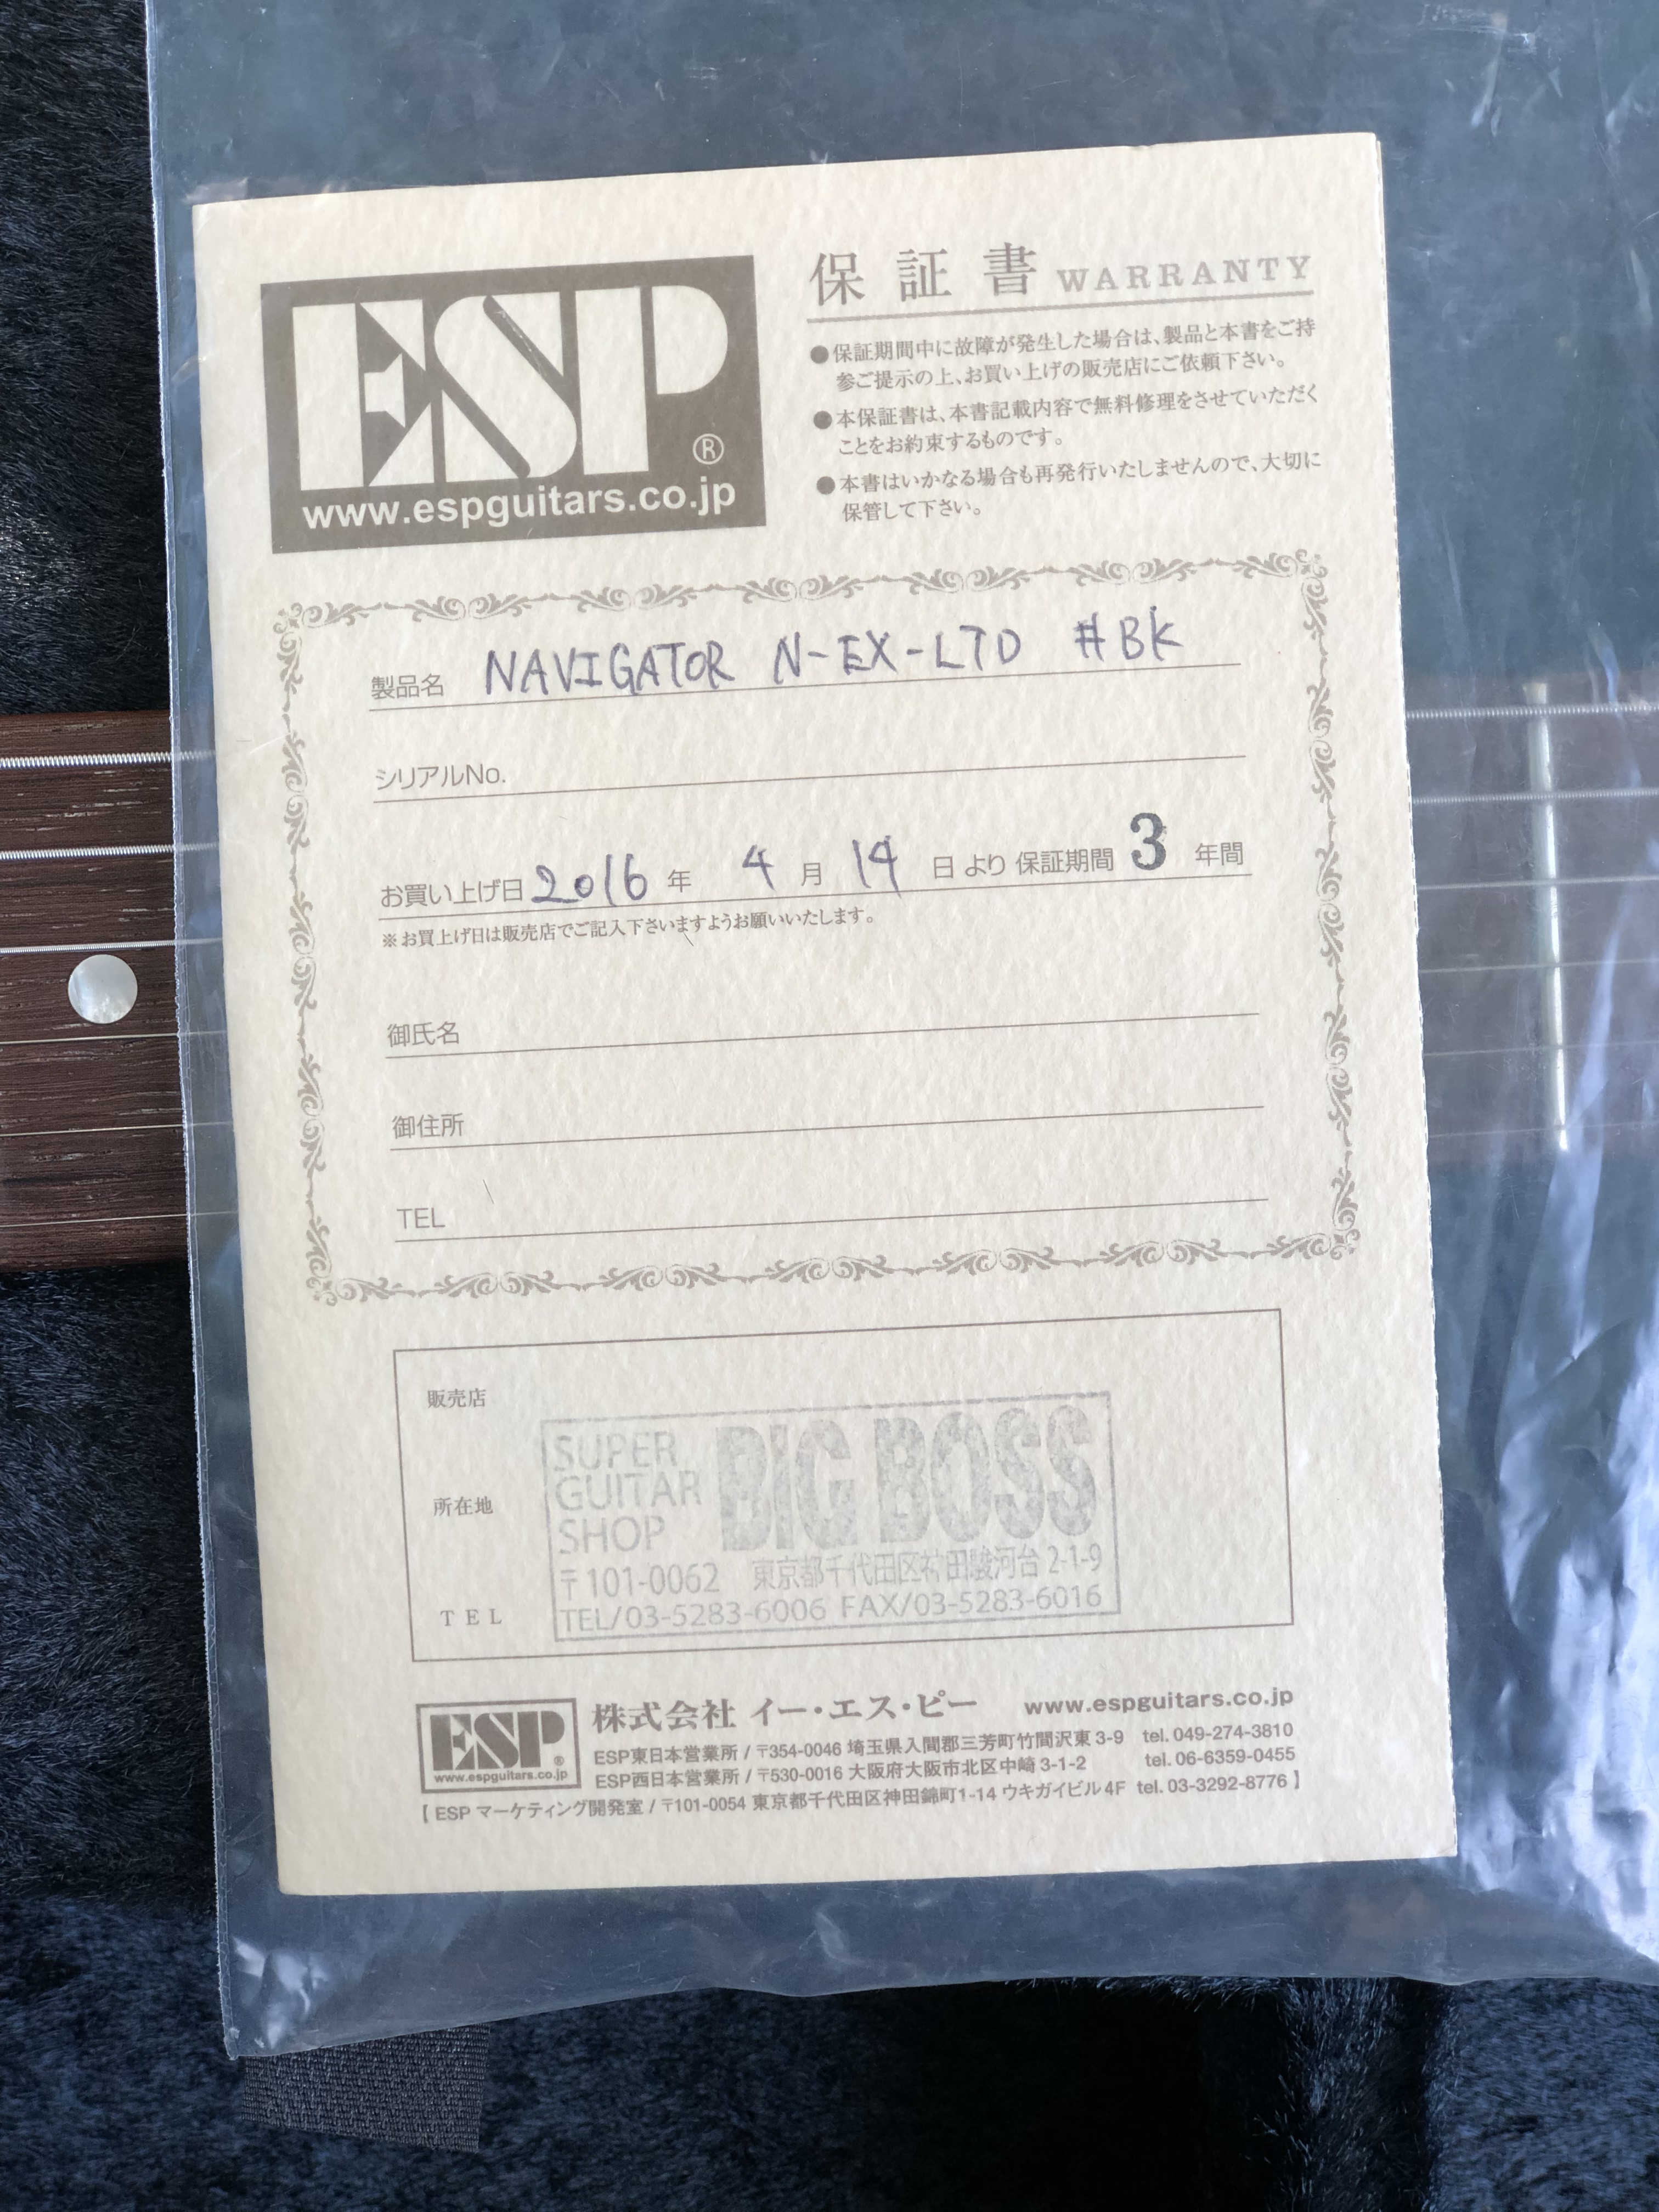 ESP®
www.espguitars.co.jp
保証書 WARRANTY
●保証期間中に故障が発生した場合は、製品と本書をご持
参ご提示の上、お買い上げの販売店にご依頼下さい。
●本保証書は、本書記載内容で無料修理をさせていただく
ことをお約束するものです。
●本書はいかなる場合も再発行いたしませんので、大切に
保管して下さい。
製品名 NAVIGATOR N-EX-LTD #BK
シリアルNo.
お買い上げ日 2016 年 4 月 14 日 より 保証期間 3 年間
※お買上げ日は販売店でご記入下さいますようお願いいたします。
御氏名
御住所
TEL
販売店
所在地
TEL
SUPER GUITAR SHOP BIG BOSS
〒101-0062 東京都千代田区神田駿河台 2-1-9
TEL/03-5283-6006 FAX/03-5283-6016
ESP® www.espguitars.co.jp
株式会社 イー・エス・ピー www.espguitars.co.jp
ESP東日本営業所 / 〒354-0046 埼玉県入間郡三芳町竹間沢東 3-9 tel. 049-274-3810
ESP西日本営業所 / 〒530-0016 大阪府大阪市北区中崎 3-1-2 tel. 06-6359-0455
【 ESP マーケティング開発室 / 〒101-0054 東京都千代田区神田錦町1-14 ウキガイビル 4F tel. 03-3292-8776 】